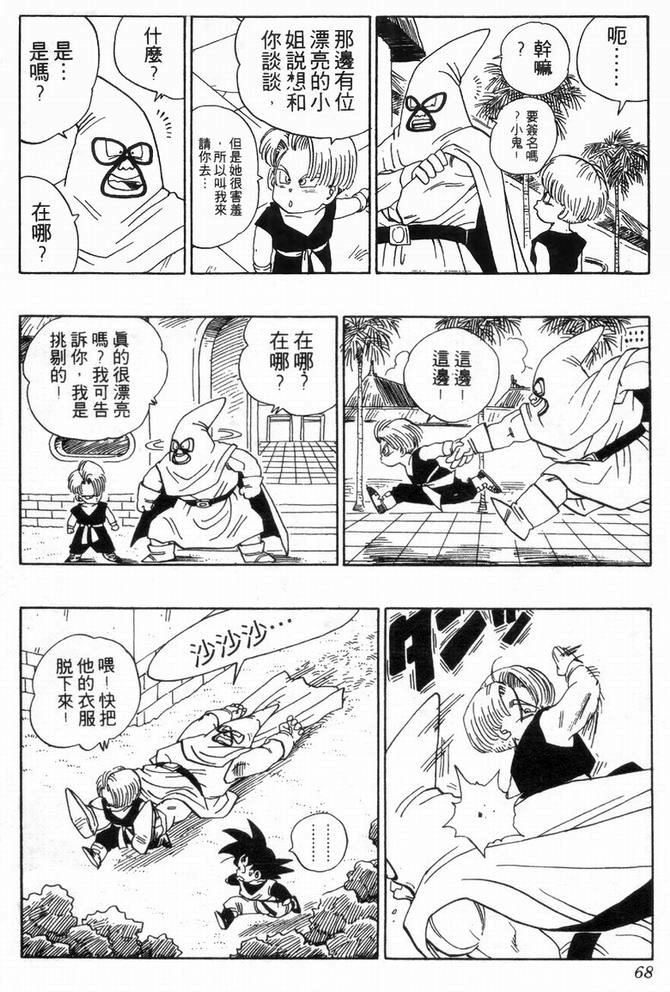 呃……
幹嘛
？
要簽名嗎
？小鬼！
那邊有位
漂亮的小
姐說想和
你談談，
但是她很害羞
，所以叫我來
請你去…
什麼？
是…
是嗎？
在哪？
這邊！
這邊！
在哪？
在哪？
真的很漂亮
嗎？我可告
訴你，我是
挑剔的！
ダンッ
沙沙沙…
喂！快把
他的衣服
脫下來！
……
68